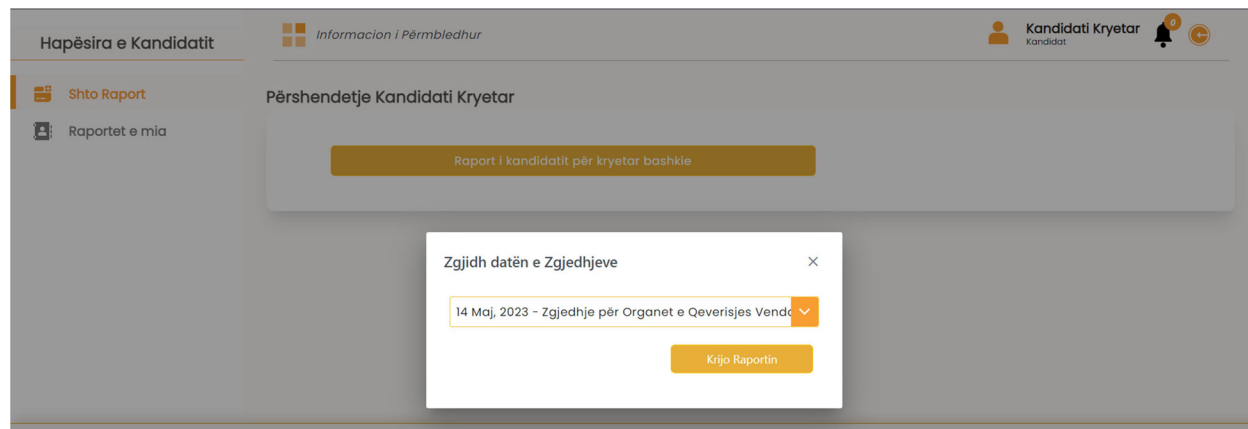 Hapësira e Kandidatit
Informacion i Përmbledhur
Kandidati Kryetar
Kandidat
0
Shto Raport
Raportet e mia
Përshendetje Kandidati Kryetar
Raport i kandidatit për kryetar bashkie
Zgjidh datën e Zgjedhjeve
14 Maj, 2023 - Zgjedhje për Organet e Qeverisjes
Krijo Raportin